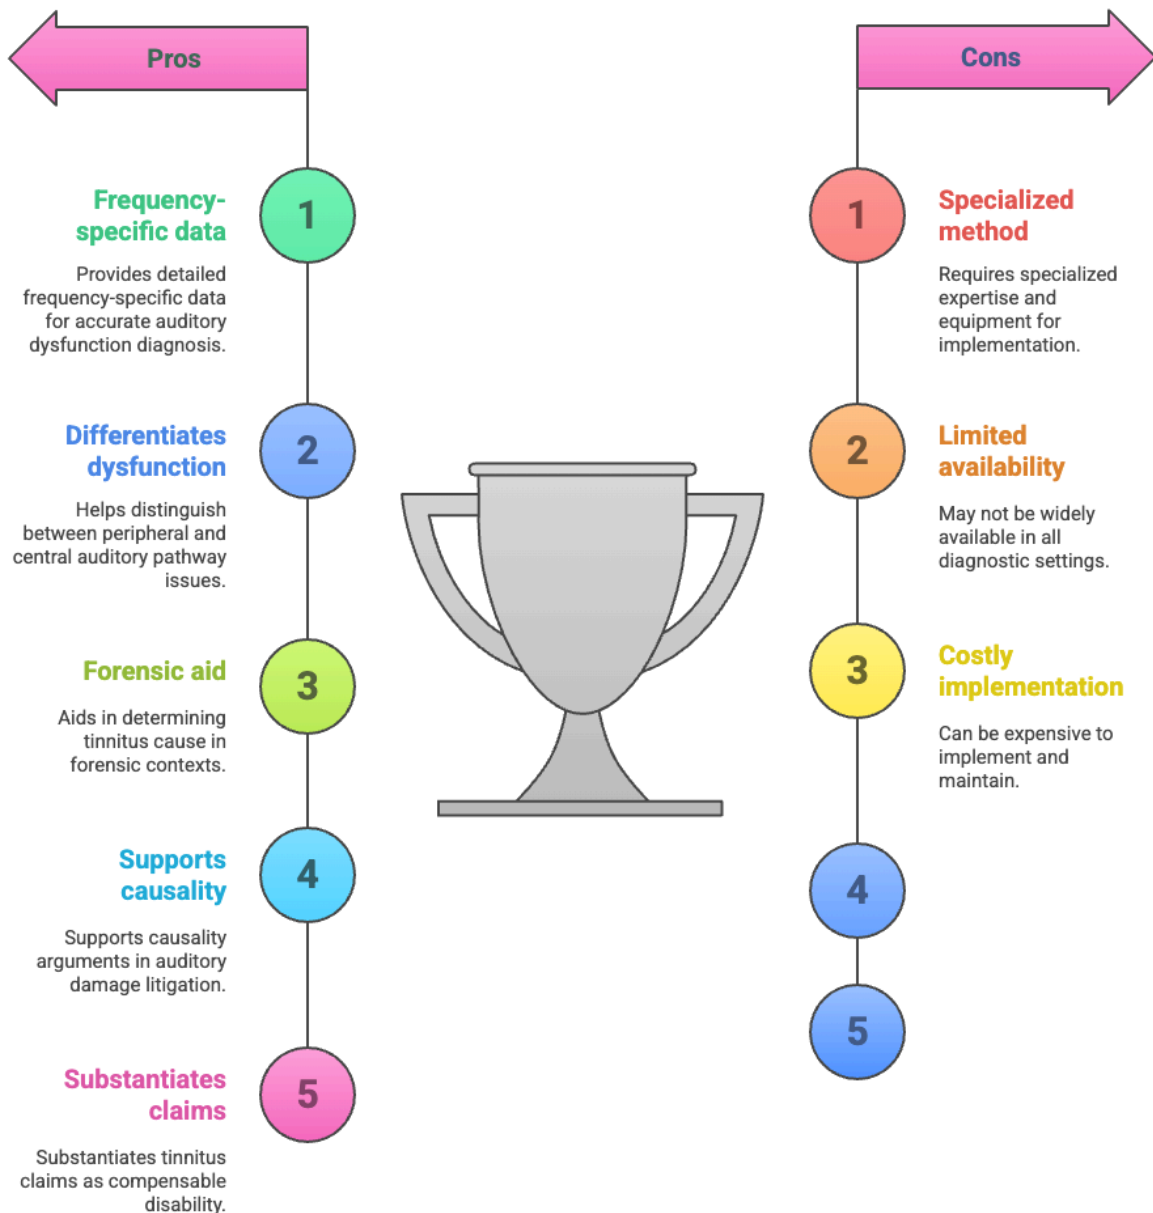 Pros
1
Frequency-
specific data
Provides detailed
frequency-specific data
for accurate auditory
dysfunction diagnosis.
2
Differentiates
dysfunction
Helps distinguish
between peripheral and
central auditory pathway
issues.
3
Forensic aid
Aids in determining
tinnitus cause in
forensic contexts.
4
Supports
causality
Supports causality
arguments in auditory
damage litigation.
5
Substantiates
claims
Substantiates tinnitus
claims as compensable
disability.
Cons
1
Specialized
method
Requires specialized
expertise and
equipment for
implementation.
2
Limited
availability
May not be widely
available in all
diagnostic settings.
3
Costly
implementation
Can be expensive to
implement and
maintain.
4
5